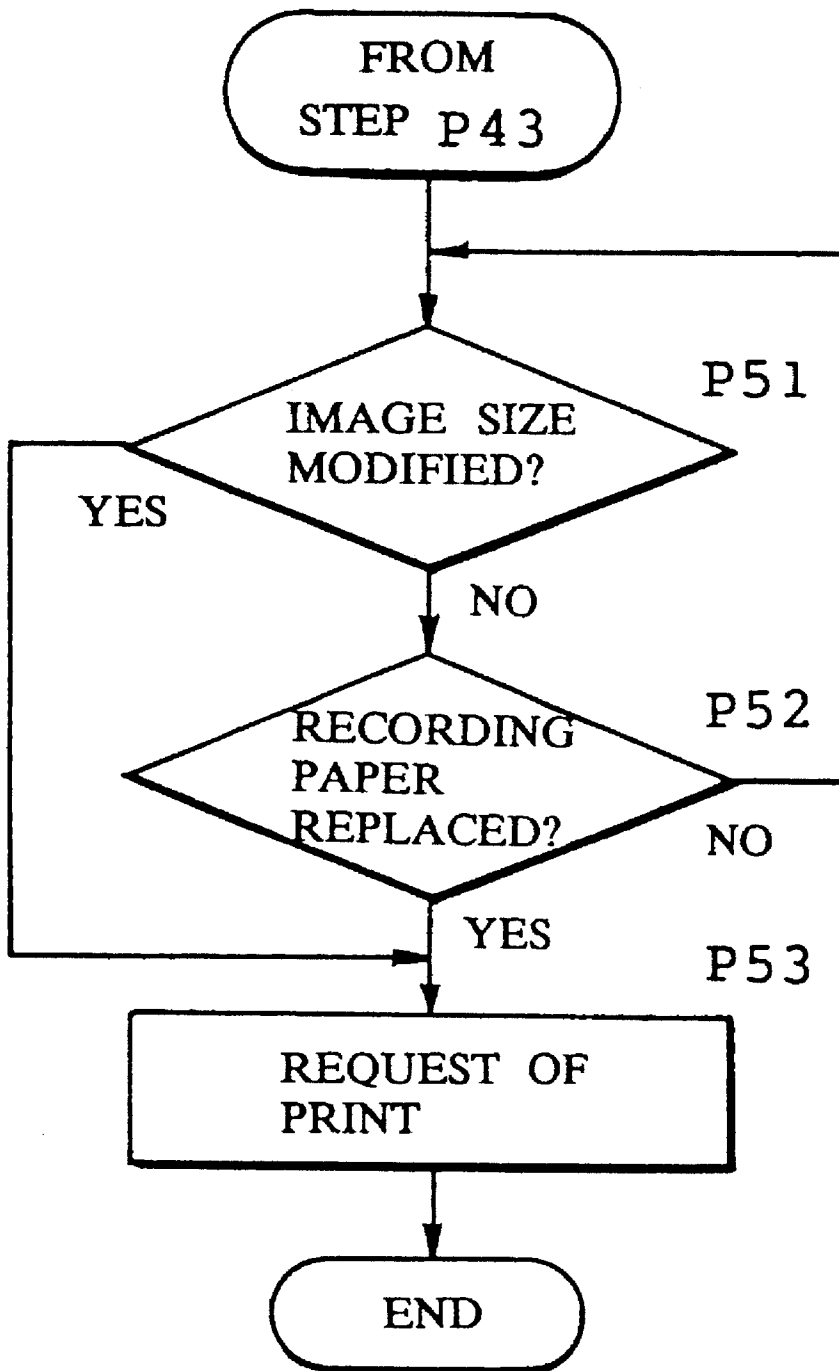 FROM
STEP P43
P51
IMAGE SIZE
MODIFIED?
YES
NO
P52
RECORDING
PAPER
REPLACED?
NO
YES
P53
REQUEST OF
PRINT
END